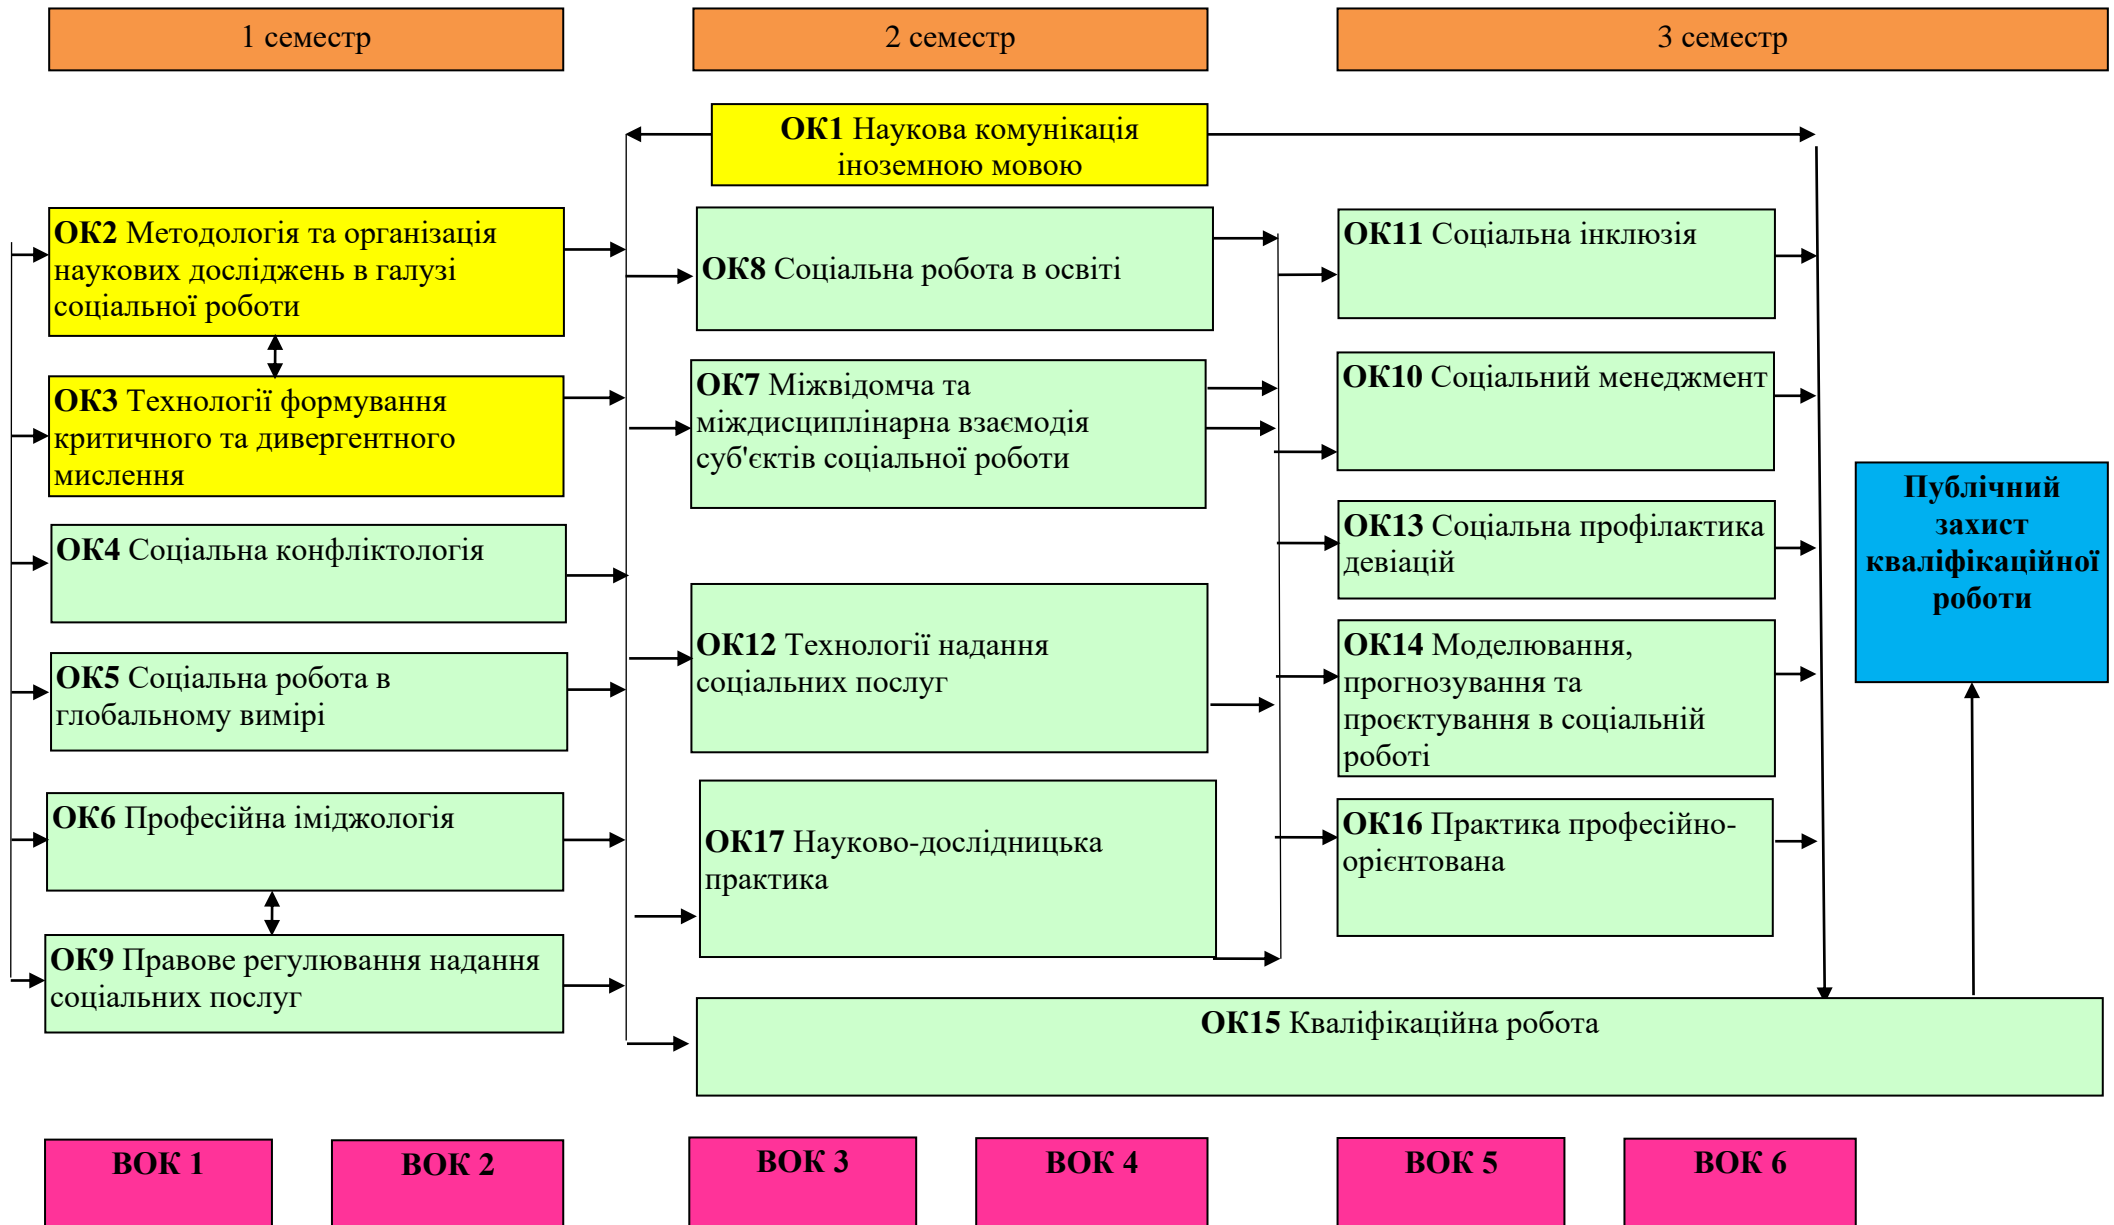 1 семестр
2 семестр
3 семестр
ОК1 Наукова комунікація
іноземною мовою
ОК2 Методологія та організація
наукових досліджень в галузі
соціальної роботи
ОК3 Технології формування
критичного та дивергентного
мислення
ОК4 Соціальна конфліктологія
ОК5 Соціальна робота в
глобальному вимірі
ОК6 Професійна іміджологія
ОК9 Правове регулювання надання
соціальних послуг
ОК8 Соціальна робота в освіті
ОК7 Міжвідомча та
міждисциплінарна взаємодія
суб'єктів соціальної роботи
ОК12 Технології надання
соціальних послуг
ОК17 Науково-дослідницька
практика
ОК11 Соціальна інклюзія
ОК10 Соціальний менеджмент
ОК13 Соціальна профілактика
девіацій
ОК14 Моделювання,
прогнозування та
проєктування в соціальній
роботі
ОК16 Практика професійно-
орієнтована
Публічний
захист
кваліфікаційної
роботи
ОК15 Кваліфікаційна робота
ВОК 1
ВОК 2
ВОК 3
ВОК 4
ВОК 5
ВОК 6